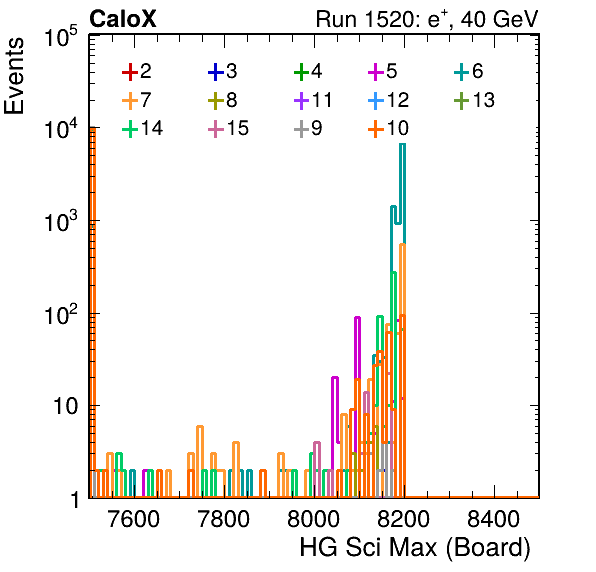 CaloX Run 1520: e⁺, 40 GeV
Events
10⁵
10⁴
10³
10²
10
1
2 3 4 5 6
7 8 11 12 13
14 15 9 10
7600 7800 8000 8200 8400
HG Sci Max (Board)